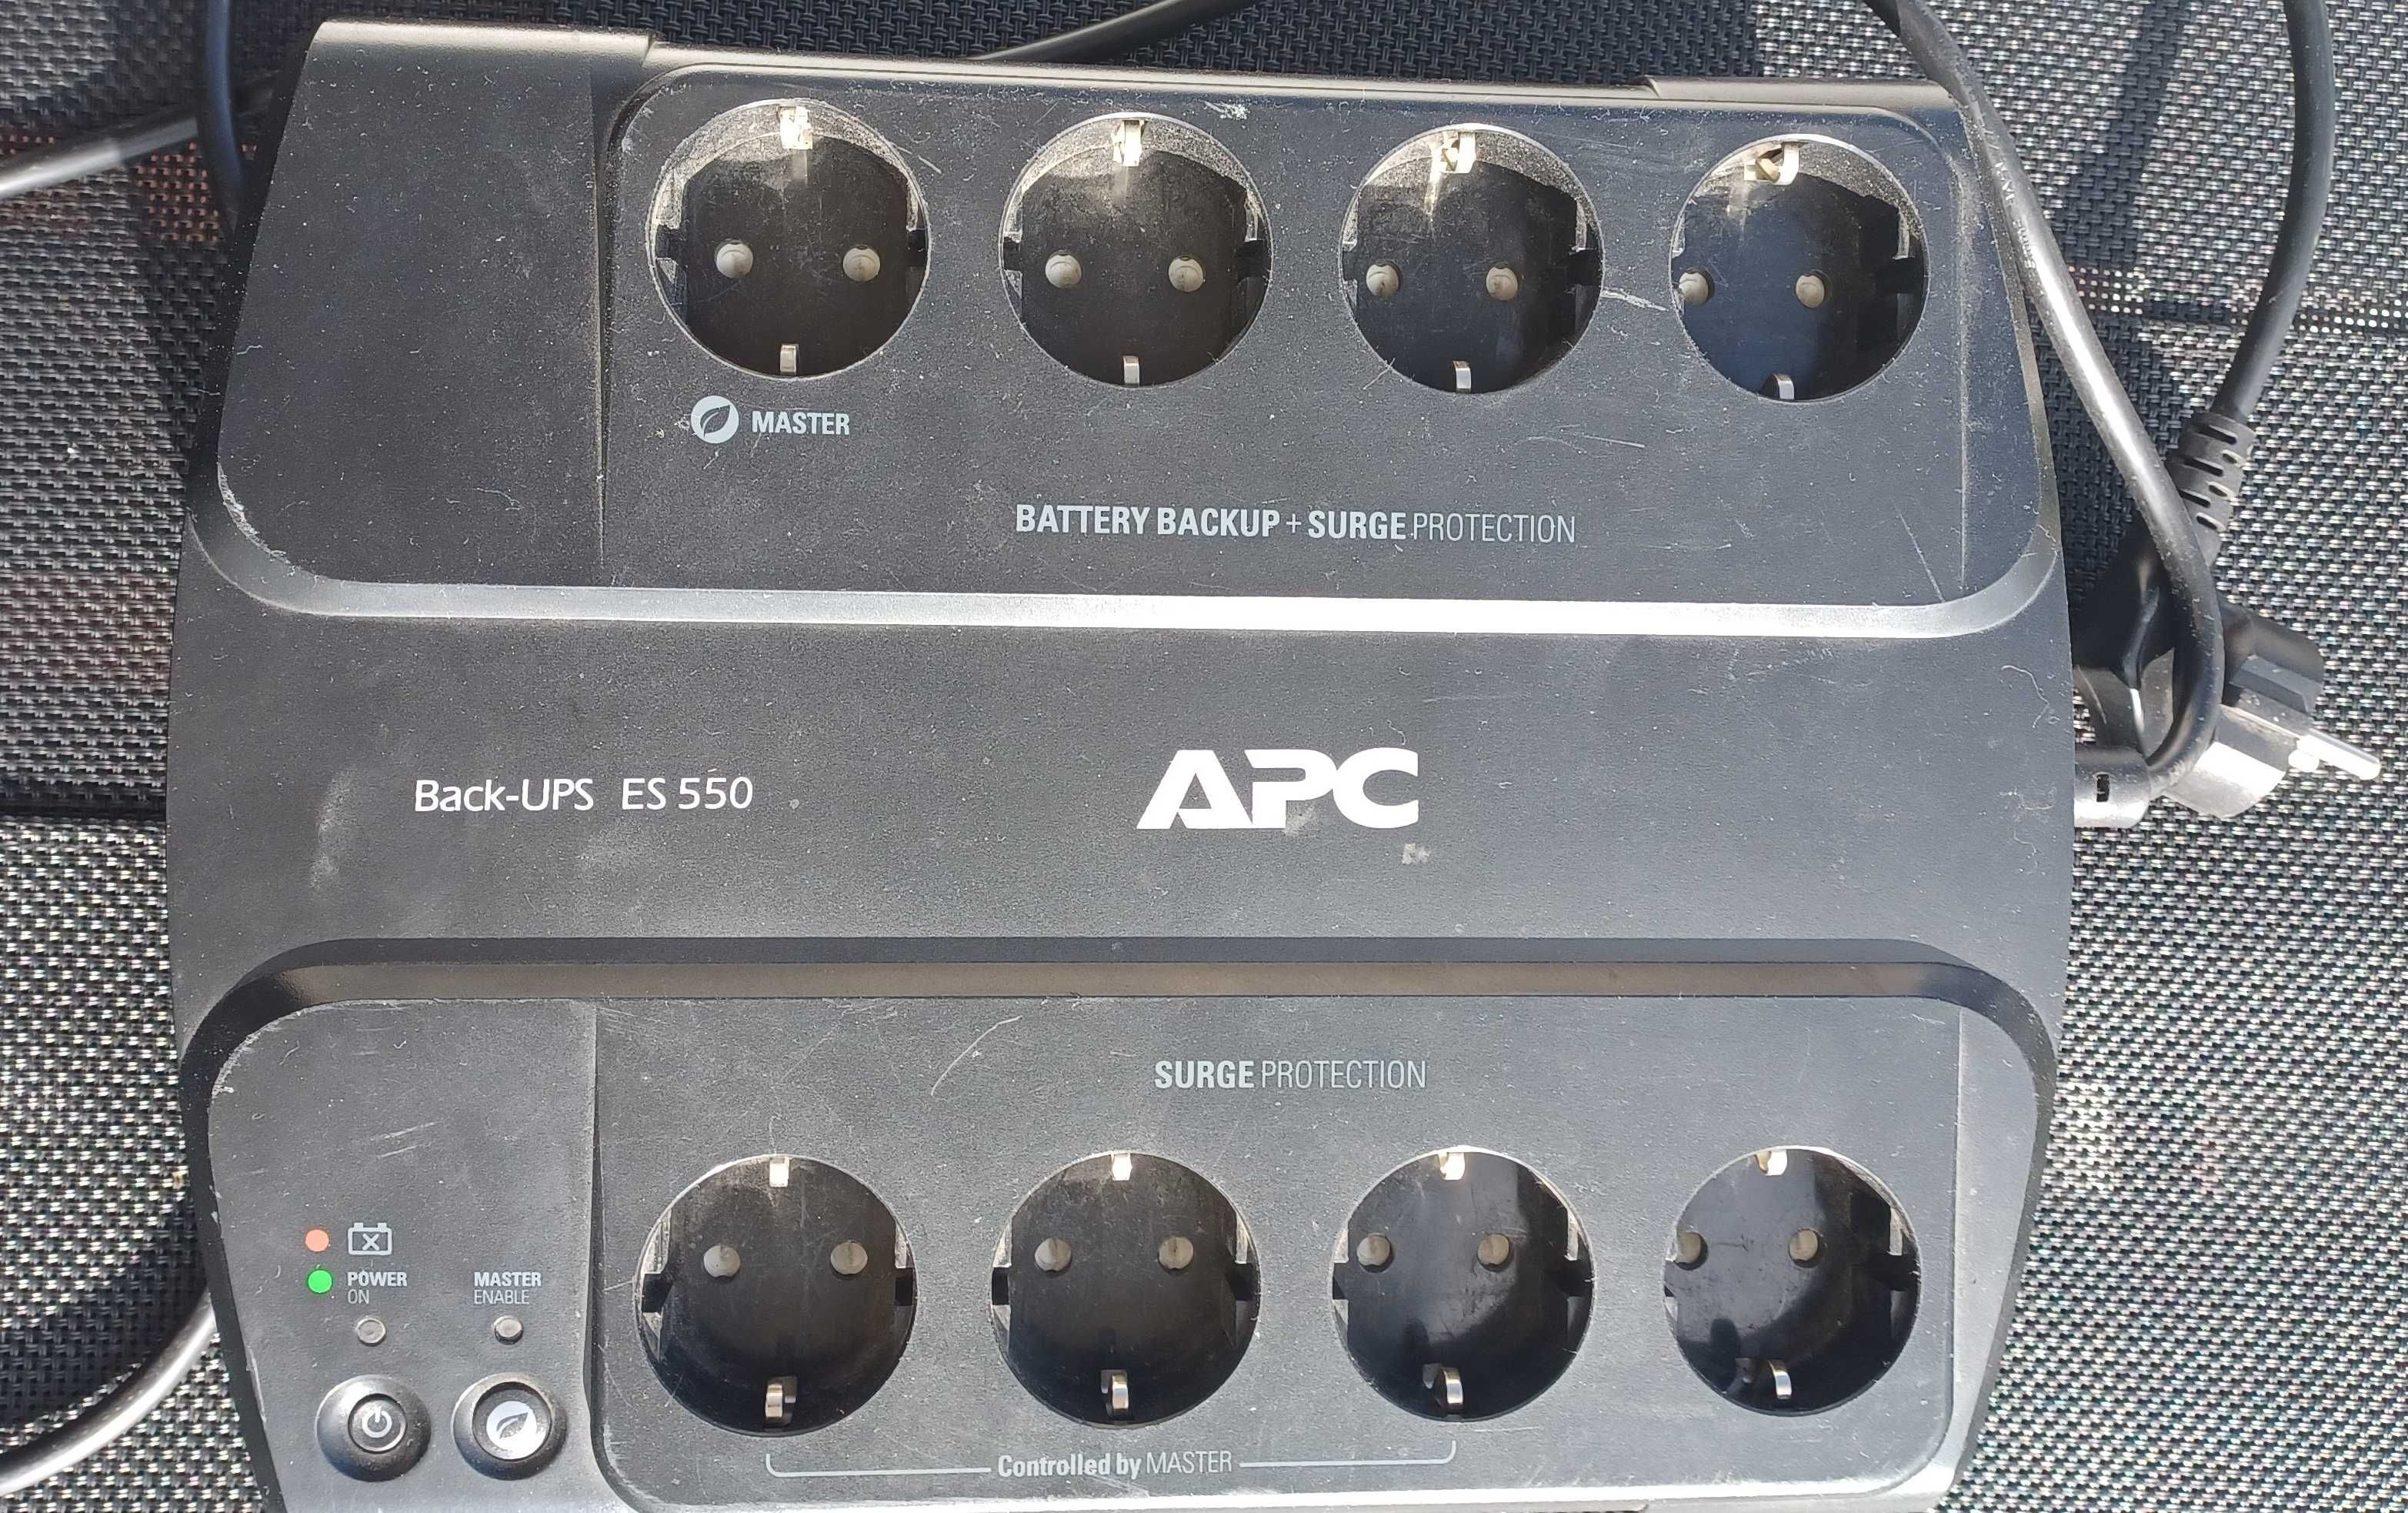 MASTER
BATTERY BACKUP + SURGE PROTECTION
Back-UPS ES 550
APC
SURGE PROTECTION
POWER
ON
MASTER
ENABLE
Controlled by MASTER